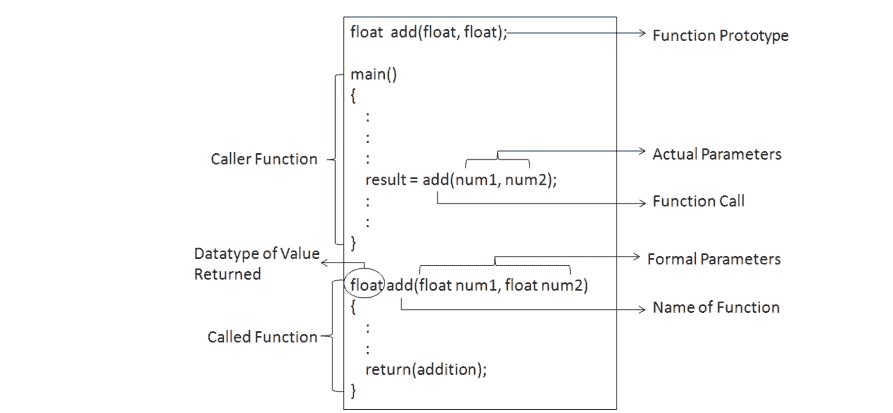 float add(float, float);
Function Prototype
main()
{
:
:
Caller Function
:
Actual Parameters
result = add(num1, num2);
Function Call
:
:
}
Datatype of Value
Returned
Formal Parameters
float add(float num1, float num2)
{
Name of Function
:
Called Function
:
return(addition);
}